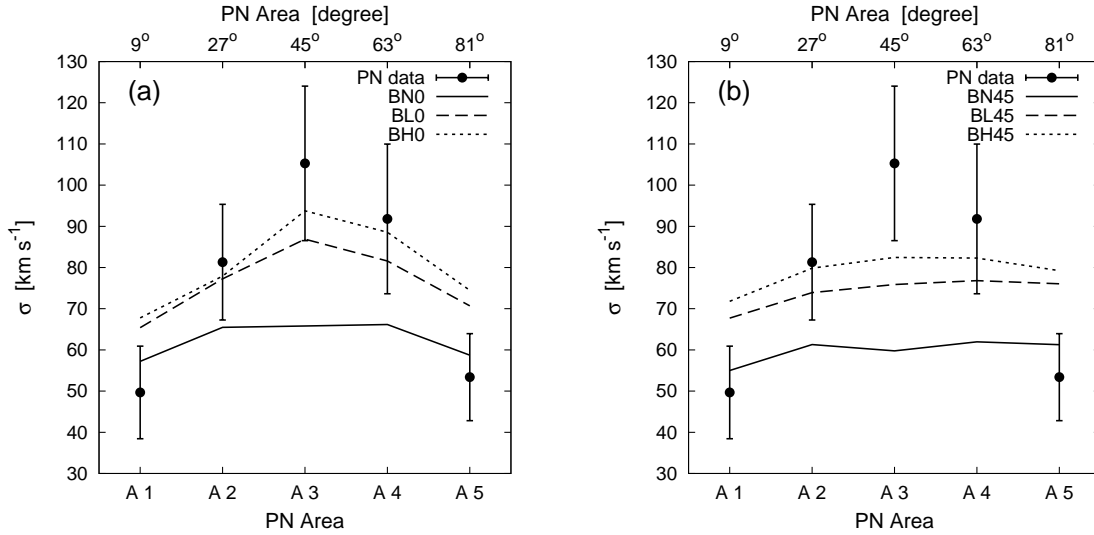 PN Area [degree]
9° 27° 45° 63° 81°
130
120
110
100
90
80
70
60
50
40
30
σ [km s⁻¹]
(a)
PN data
BN0
BL0
BH0
A 1 A 2 A 3 A 4 A 5
PN Area
PN Area [degree]
9° 27° 45° 63° 81°
130
120
110
100
90
80
70
60
50
40
30
σ [km s⁻¹]
(b)
PN data
BN45
BL45
BH45
A 1 A 2 A 3 A 4 A 5
PN Area